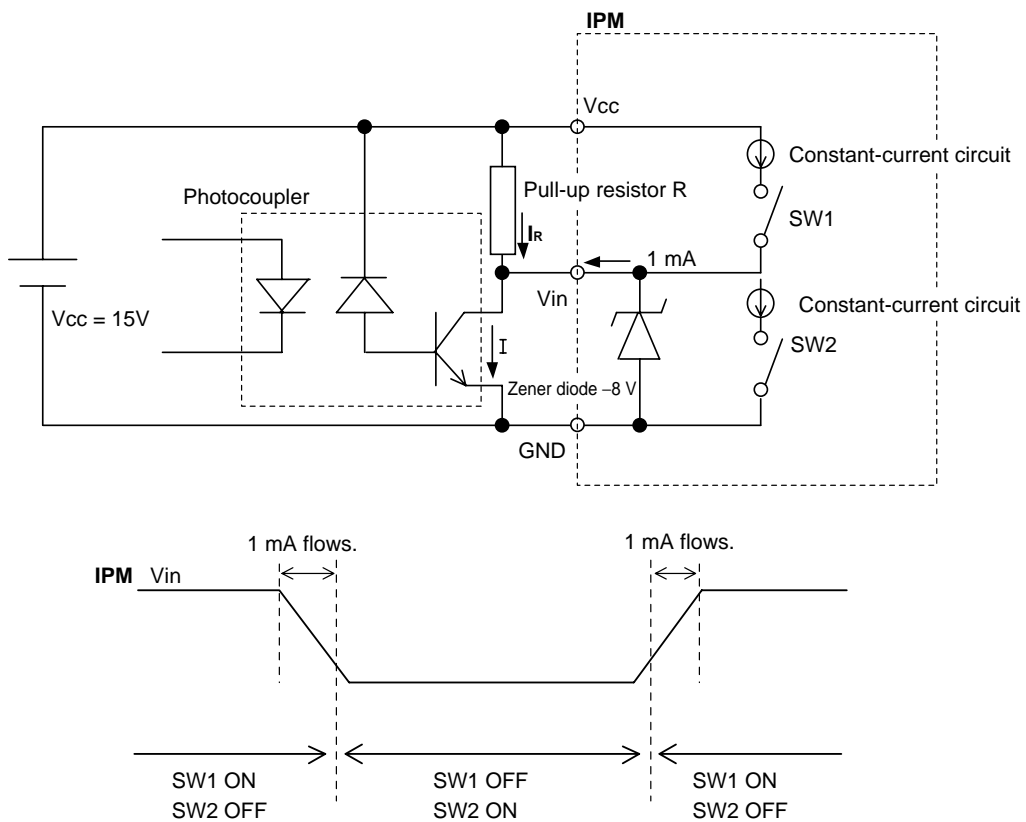 IPM
Vcc
Constant-current circuit
Photocoupler
Pull-up resistor R
SW1
IR
1 mA
Vin
Constant-current circuit
Vcc = 15V
SW2
I
Zener diode –8 V
GND
1 mA flows.
1 mA flows.
IPM Vin
SW1 ON
SW2 OFF
SW1 OFF
SW2 ON
SW1 ON
SW2 OFF